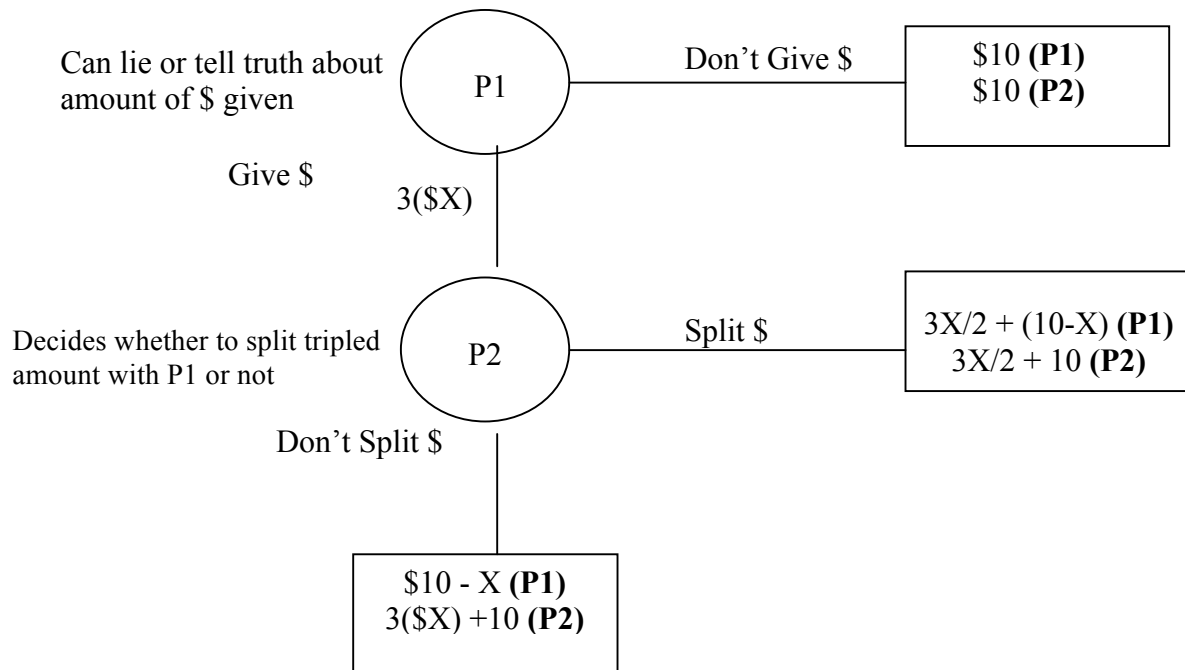 Can lie or tell truth about
amount of $ given
P1
Don’t Give $
$10 (P1)
$10 (P2)
Give $
3($X)
Decides whether to split tripled
amount with P1 or not
P2
Split $
3X/2 + (10-X) (P1)
3X/2 + 10 (P2)
Don’t Split $
$10 - X (P1)
3($X) +10 (P2)